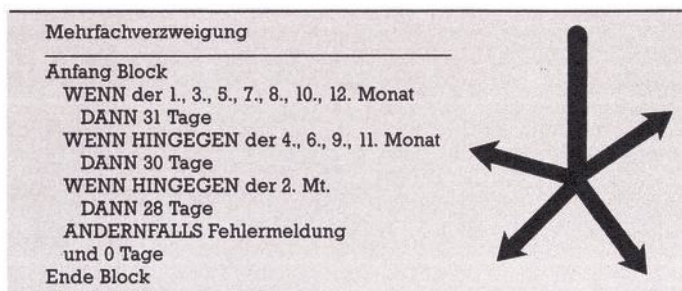 Mehrfachverzweigung
Anfang Block
WENN der 1., 3., 5., 7., 8., 10., 12. Monat
DANN 31 Tage
WENN HINGEGEN der 4., 6., 9., 11. Monat
DANN 30 Tage
WENN HINGEGEN der 2. Mt.
DANN 28 Tage
ANDERNFALLS Fehlermeldung
und 0 Tage
Ende Block